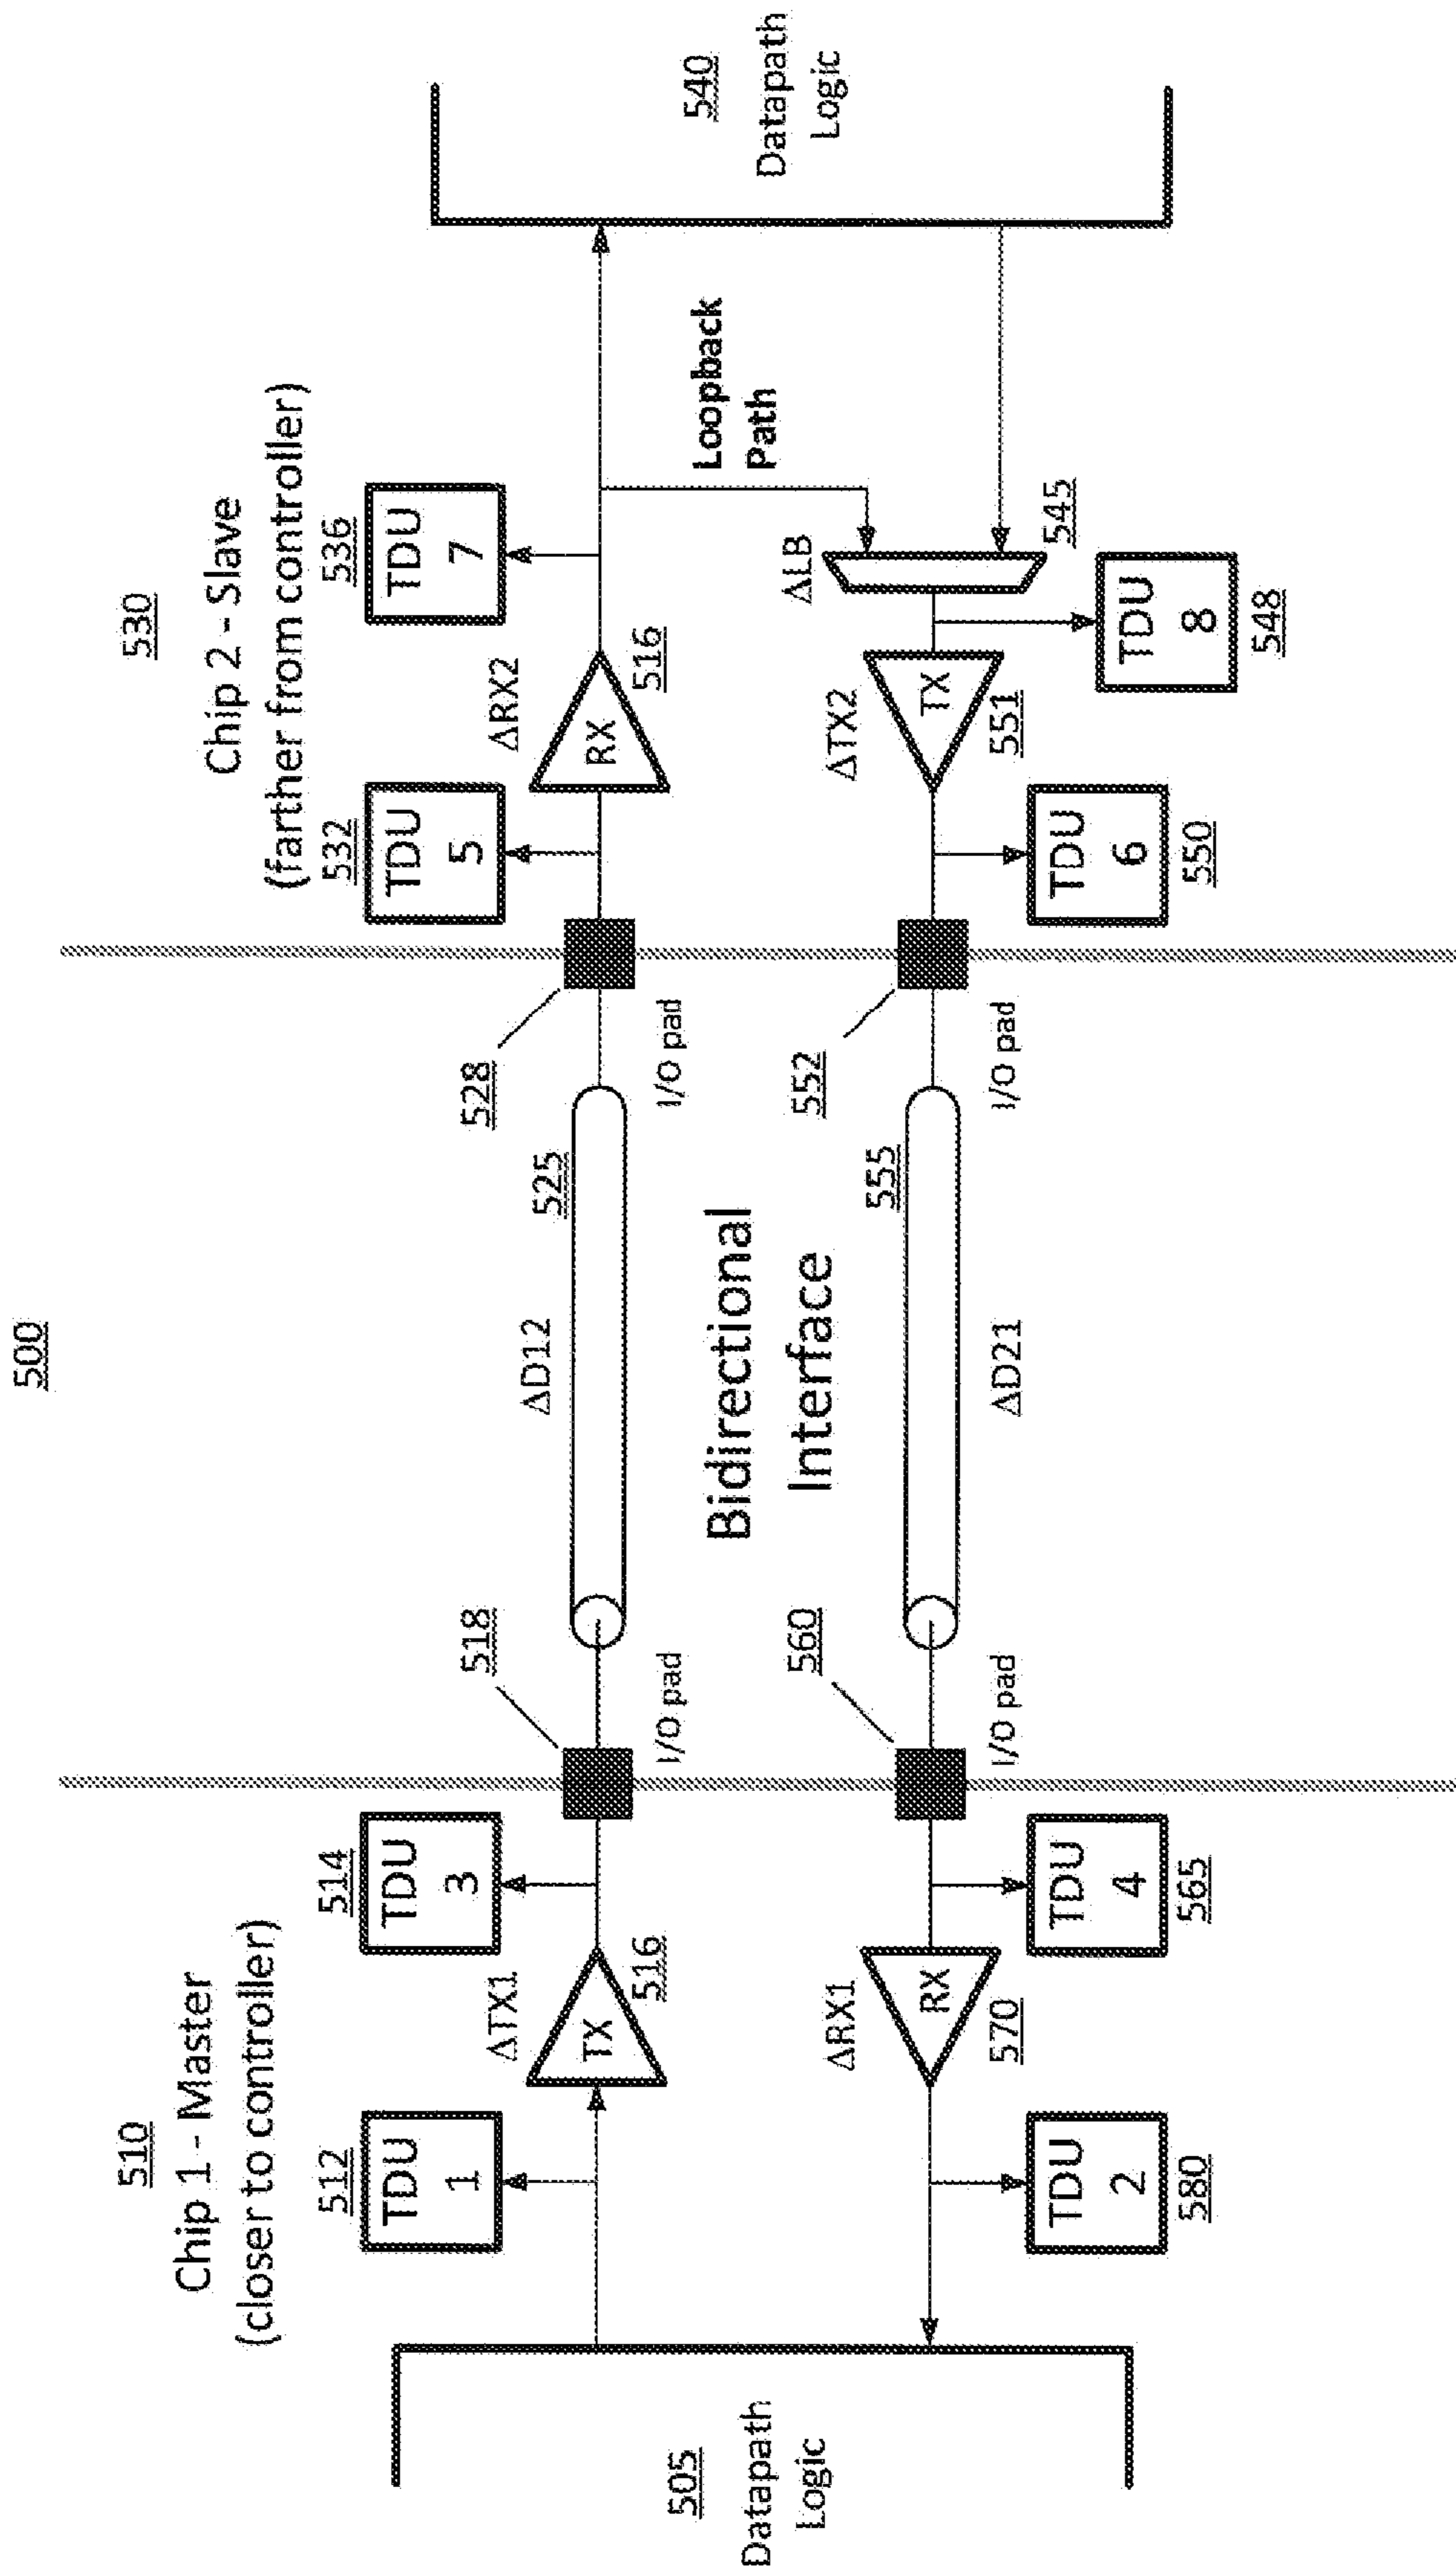 500
510
Chip 1 - Master
(closer to controller)
530
Chip 2 - Slave
(farther from controller)
512
TDU
1
514
TDU
3
532
TDU
5
536
TDU
7
ΔTX1
TX
516
518
I/O pad
ΔD12
525
528
I/O pad
ΔRX2
RX
516
505
Datapath
Logic
Bidirectional
Interface
Loopback
Path
540
Datapath
Logic
ΔRX1
RX
570
560
I/O pad
ΔD21
555
552
I/O pad
ΔTX2
TX
551
ΔLB
545
TDU
2
580
TDU
4
565
TDU
6
550
TDU
8
548